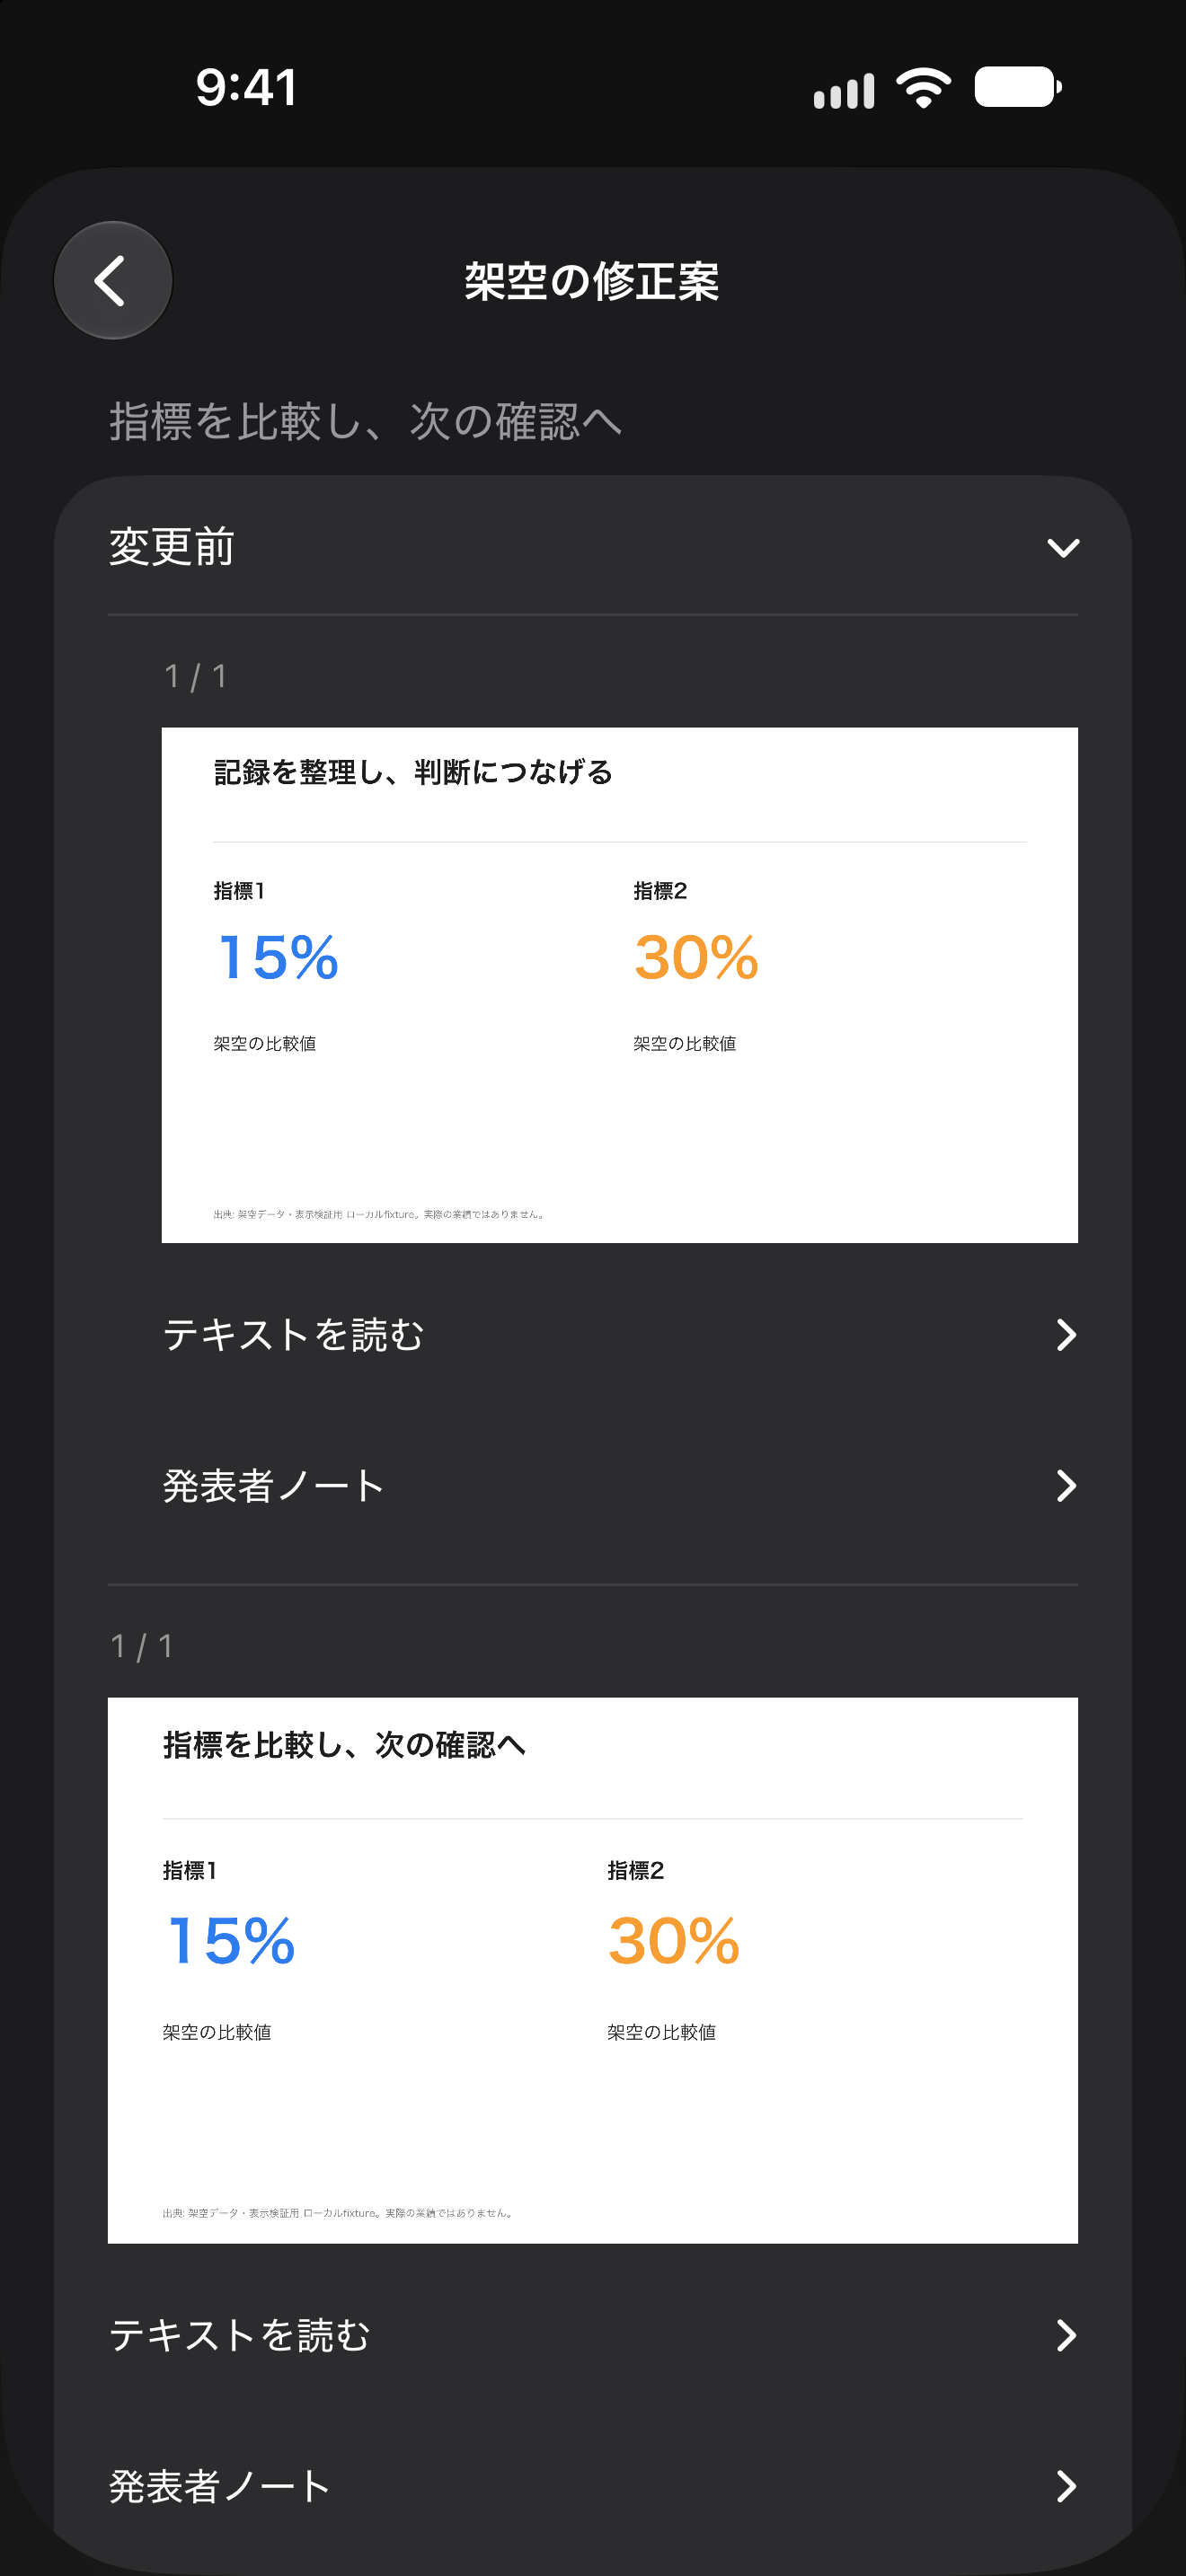 9:41
架空の修正案
指標を比較し、次の確認へ
変更前
1 / 1
記録を整理し、判断につなげる
指標1
指標2
15%
30%
架空の比較値
架空の比較値
出典: 架空データ・表示検証用 ローカルfixture。実際の業績ではありません。
テキストを読む
発表者ノート
1 / 1
指標を比較し、次の確認へ
指標1
指標2
15%
30%
架空の比較値
架空の比較値
出典: 架空データ・表示検証用 ローカルfixture。実際の業績ではありません。
テキストを読む
発表者ノート